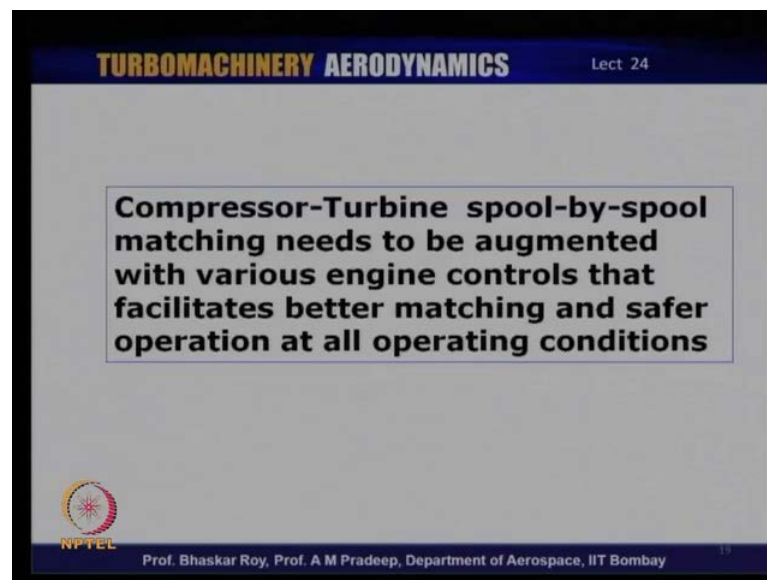 TURBOMACHINERY AERODYNAMICS Lect 24
Compressor-Turbine spool-by-spool
matching needs to be augmented
with various engine controls that
facilitates better matching and safer
operation at all operating conditions
NPTEL
Prof. Bhaskar Roy, Prof. A M Pradeep, Department of Aerospace, IIT Bombay
19